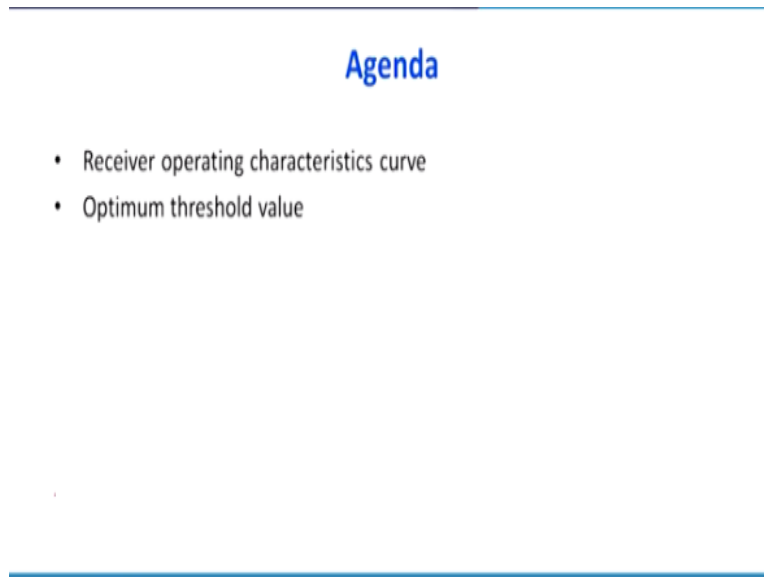 Agenda
• Receiver operating characteristics curve
• Optimum threshold value